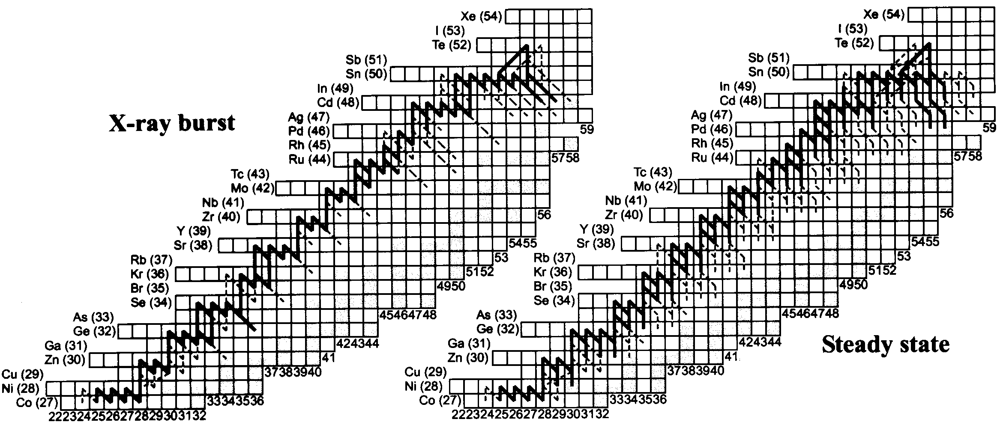 Xe (54)
I (53)
Te (52)
Sb (51)
Sn (50)
In (49)
Cd (48)
Ag (47)
Pd (46)
Rh (45)
Ru (44)
Tc (43)
Mo (42)
Nb (41)
Zr (40)
Y (39)
Sr (38)
Rb (37)
Kr (36)
Br (35)
Se (34)
As (33)
Ge (32)
Ga (31)
Zn (30)
Cu (29)
Ni (28)
Co (27)
X-ray burst
59
5758
56
5455
53
5152
4950
45464748
424344
41
37383940
33343536
2223242526272829303132
Xe (54)
I (53)
Te (52)
Sb (51)
Sn (50)
In (49)
Cd (48)
Ag (47)
Pd (46)
Rh (45)
Ru (44)
Tc (43)
Mo (42)
Nb (41)
Zr (40)
Y (39)
Sr (38)
Rb (37)
Kr (36)
Br (35)
Se (34)
As (33)
Ge (32)
Ga (31)
Zn (30)
Cu (29)
Ni (28)
Co (27)
Steady state
59
5758
56
5455
53
5152
4950
45464748
424344
41
37383940
33343536
2223242526272829303132